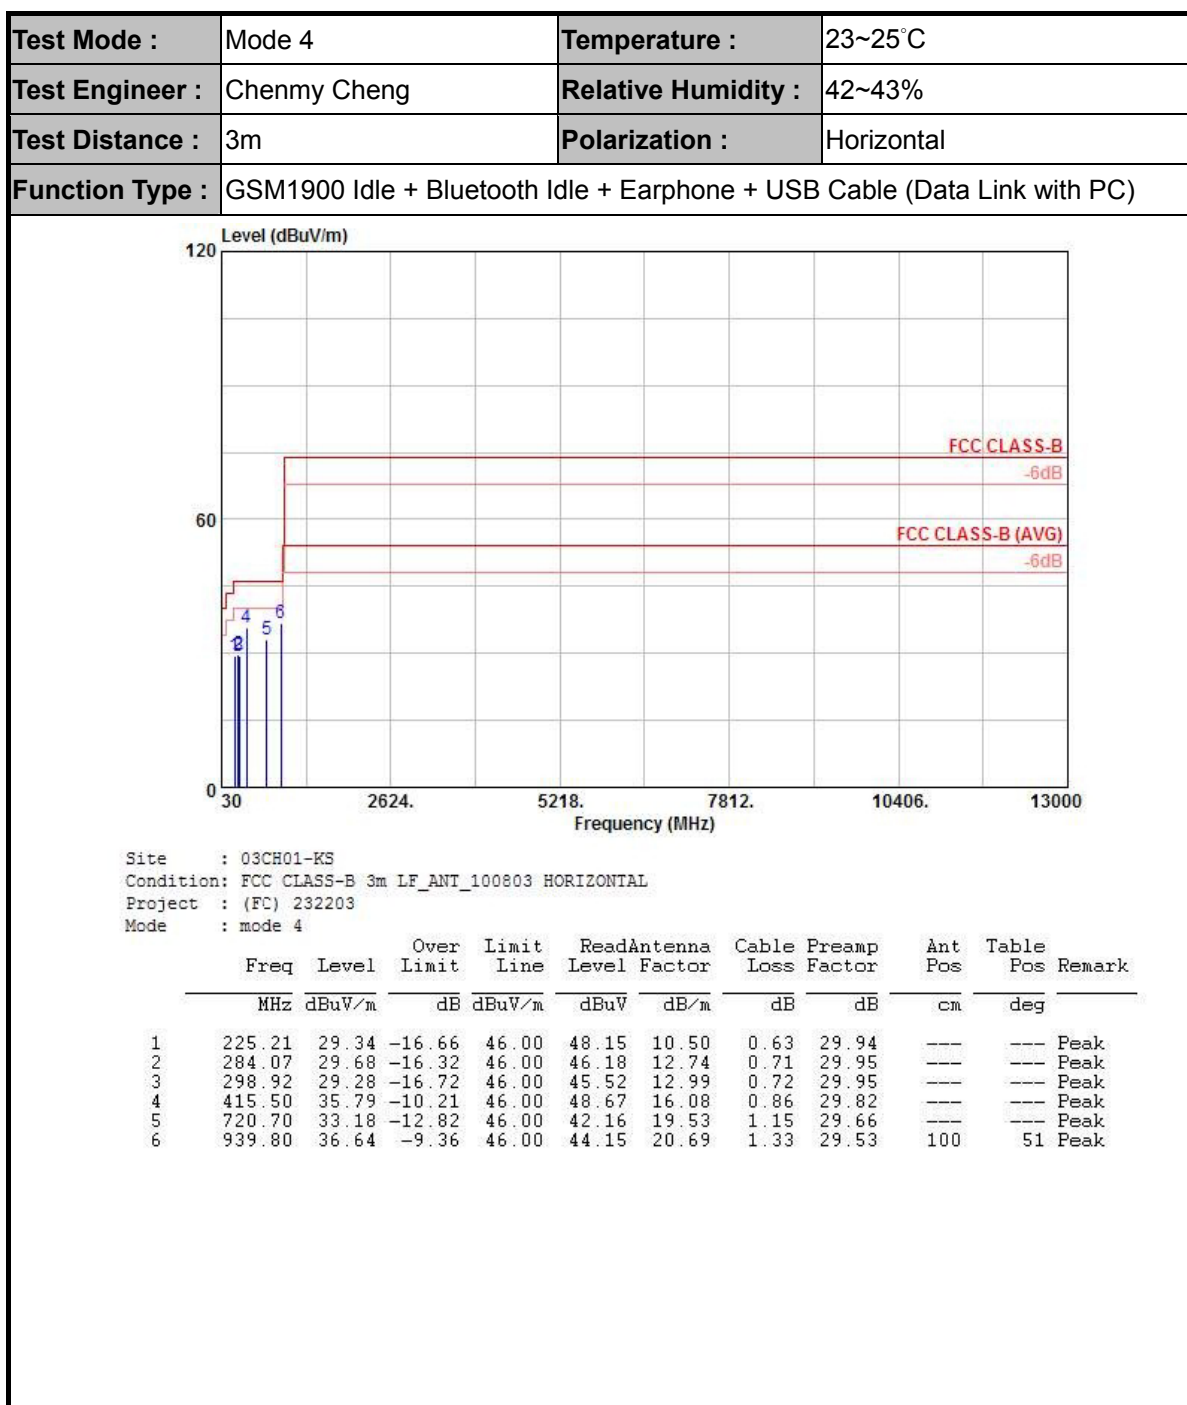 Test Mode : Mode 4 Temperature : 23~25°C
Test Engineer : Chenmy Cheng Relative Humidity : 42~43%
Test Distance : 3m Polarization : Horizontal
Function Type : GSM1900 Idle + Bluetooth Idle + Earphone + USB Cable (Data Link with PC)
Level (dBuV/m)
120
FCC CLASS-B
-6dB
60
FCC CLASS-B (AVG)
-6dB
4 6
5
1 2 3
0 30 2624. 5218. 7812. 10406. 13000
Frequency (MHz)
Site : 03CH01-KS
Condition: FCC CLASS-B 3m LF_ANT_100803 HORIZONTAL
Project : (FC) 232203
Mode : mode 4
Over Limit ReadAntenna Cable Preamp Ant Table
Freq Level Limit Line Level Factor Loss Factor Pos Pos Remark
MHz dBuV/m dB dBuV/m dBuV dB/m dB dB cm deg
1 225.21 29.34 -16.66 46.00 48.15 10.50 0.63 29.94 --- --- Peak
2 284.07 29.68 -16.32 46.00 46.18 12.74 0.71 29.95 --- --- Peak
3 298.92 29.28 -16.72 46.00 45.52 12.99 0.72 29.95 --- --- Peak
4 415.50 35.79 -10.21 46.00 48.67 16.08 0.86 29.82 --- --- Peak
5 720.70 33.18 -12.82 46.00 42.16 19.53 1.15 29.66 --- --- Peak
6 939.80 36.64 -9.36 46.00 44.15 20.69 1.33 29.53 100 51 Peak